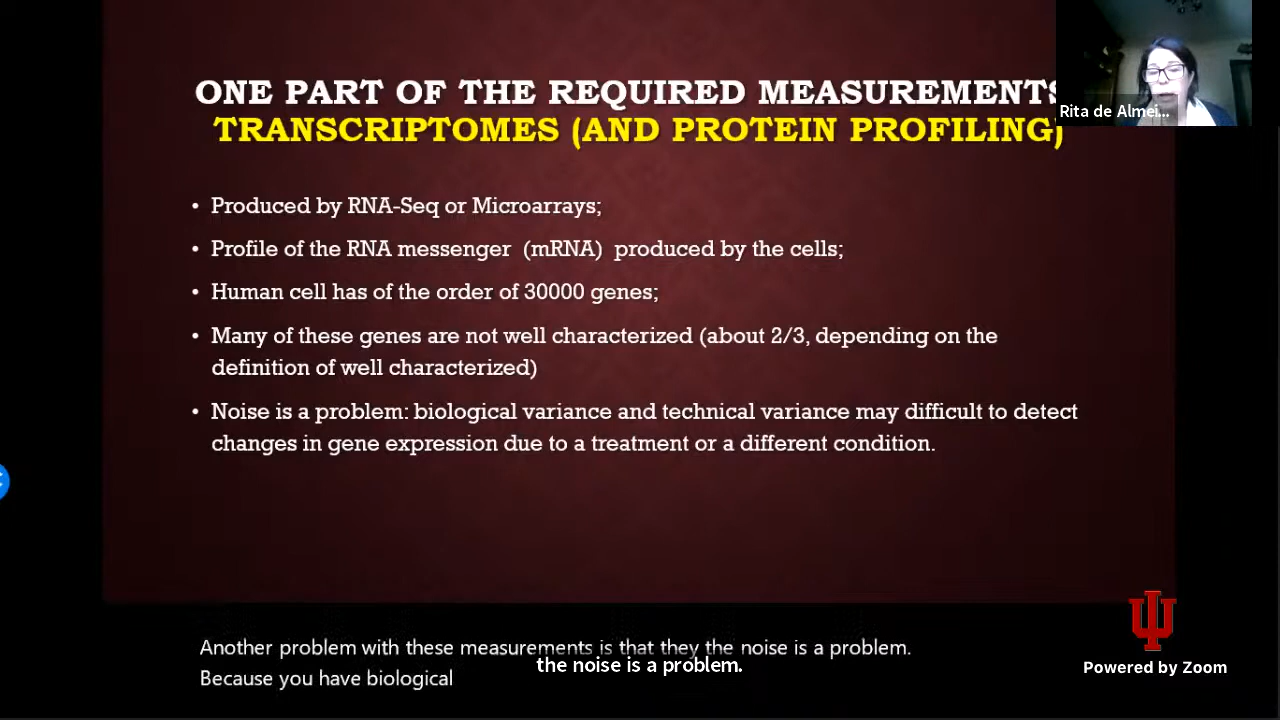 ONE PART OF THE REQUIRED MEASUREMENTS
TRANSCRIPTOMES (AND PROTEIN PROFILING)
Rita de Almei...
• Produced by RNA-Seq or Microarrays;
• Profile of the RNA messenger (mRNA) produced by the cells;
• Human cell has of the order of 30000 genes;
• Many of these genes are not well characterized (about 2/3, depending on the
definition of well characterized)
• Noise is a problem: biological variance and technical variance may difficult to detect
changes in gene expression due to a treatment or a different condition.
Another problem with these measurements is that they the noise is a problem.
the noise is a problem.
Because you have biological
Powered by Zoom